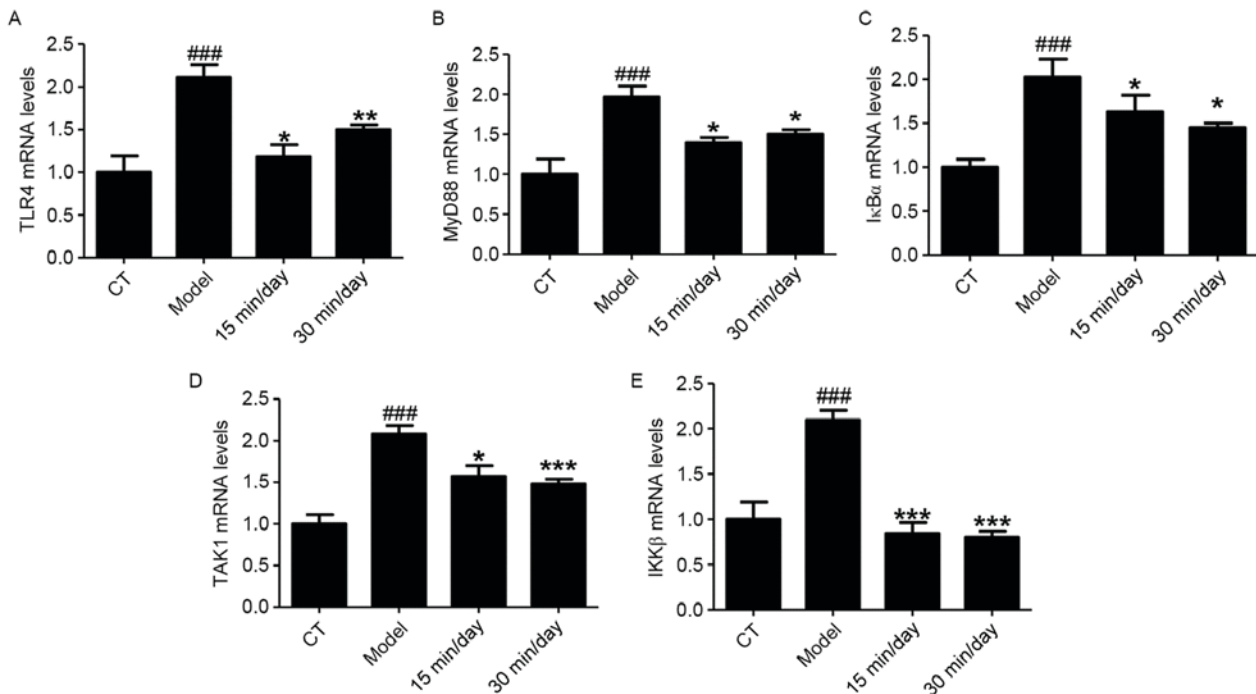 A
TLR4 mRNA levels
2.5
2.0
1.5
1.0
0.5
0.0
###
*
**
CT
Model
15 min/day
30 min/day
B
MyD88 mRNA levels
2.5
2.0
1.5
1.0
0.5
0.0
###
*
*
CT
Model
15 min/day
30 min/day
C
IκBα mRNA levels
2.5
2.0
1.5
1.0
0.5
0.0
###
*
*
CT
Model
15 min/day
30 min/day
D
TAK1 mRNA levels
2.5
2.0
1.5
1.0
0.5
0.0
###
*
***
CT
Model
15 min/day
30 min/day
E
IKKβ mRNA levels
2.5
2.0
1.5
1.0
0.5
0.0
###
***
***
CT
Model
15 min/day
30 min/day